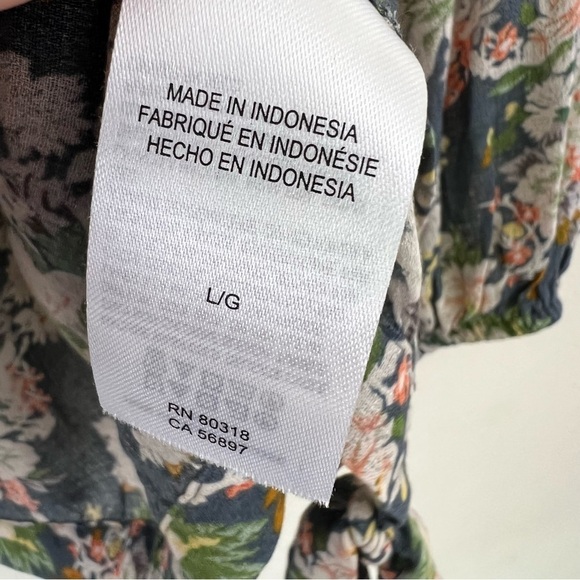 MADE IN INDONESIA
FABRIQUÉ EN INDONÉSIE
HECHO EN INDONESIA
L/G
RN 80318
CA 56897